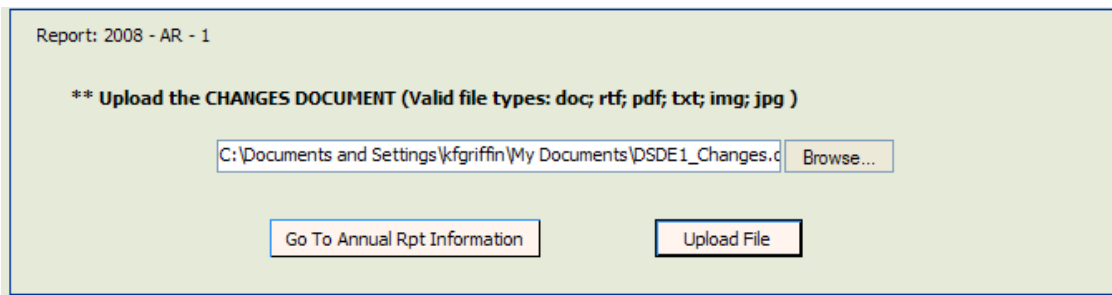 Report: 2008 - AR - 1
** Upload the CHANGES DOCUMENT (Valid file types: doc; rtf; pdf; txt; img; jpg )
C:\Documents and Settings\kfgriffin\My Documents\DSDE1_Changes.d Browse...
Go To Annual Rpt Information Upload File